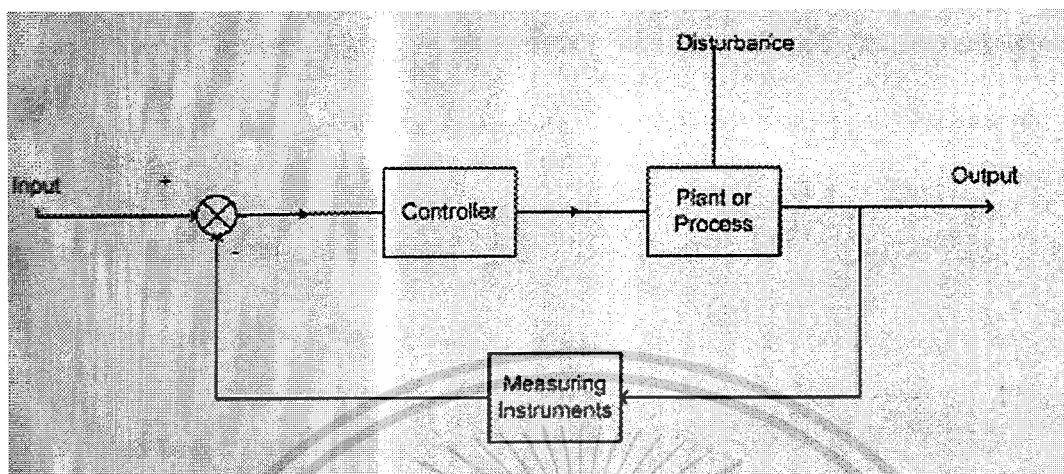 Disturbance
Input
+
Controller
Plant or
Process
Output
-
Measuring
Instruments